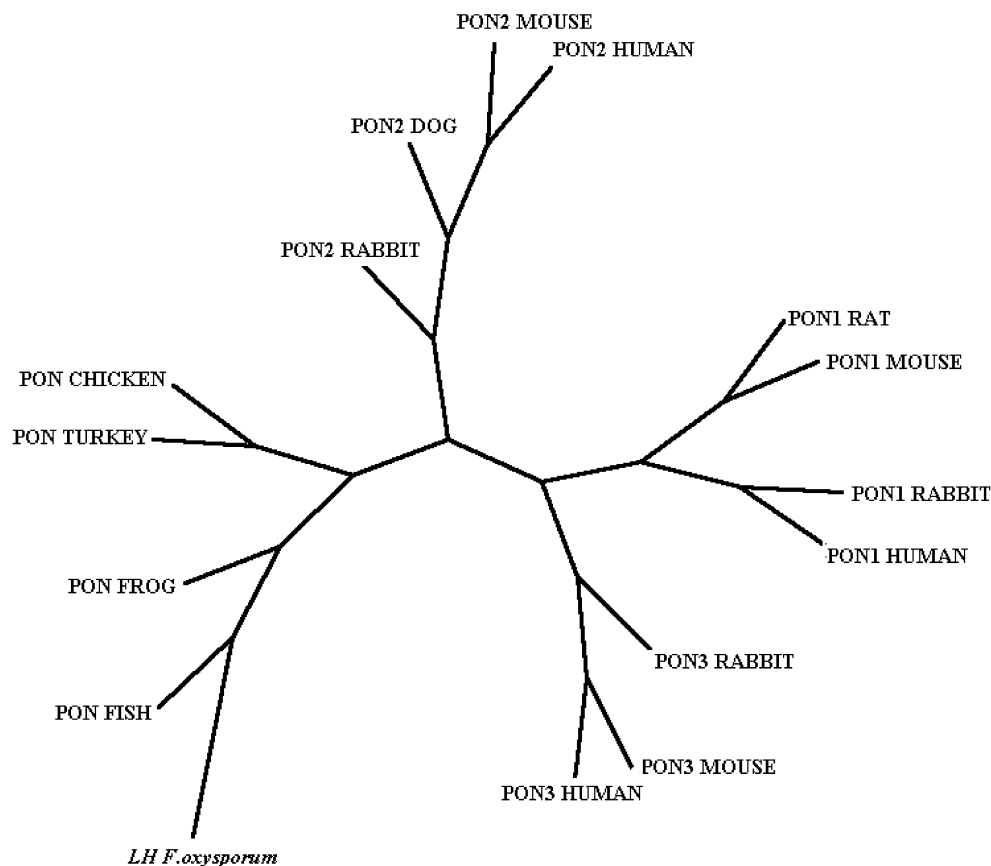 PON2 MOUSE
PON2 HUMAN
PON2 DOG
PON2 RABBIT
PON1 RAT
PON1 MOUSE
PON CHICKEN
PON TURKEY
PON1 RABBIT
PON1 HUMAN
PON FROG
PON3 RABBIT
PON FISH
PON3 MOUSE
PON3 HUMAN
LH F.oxysporum